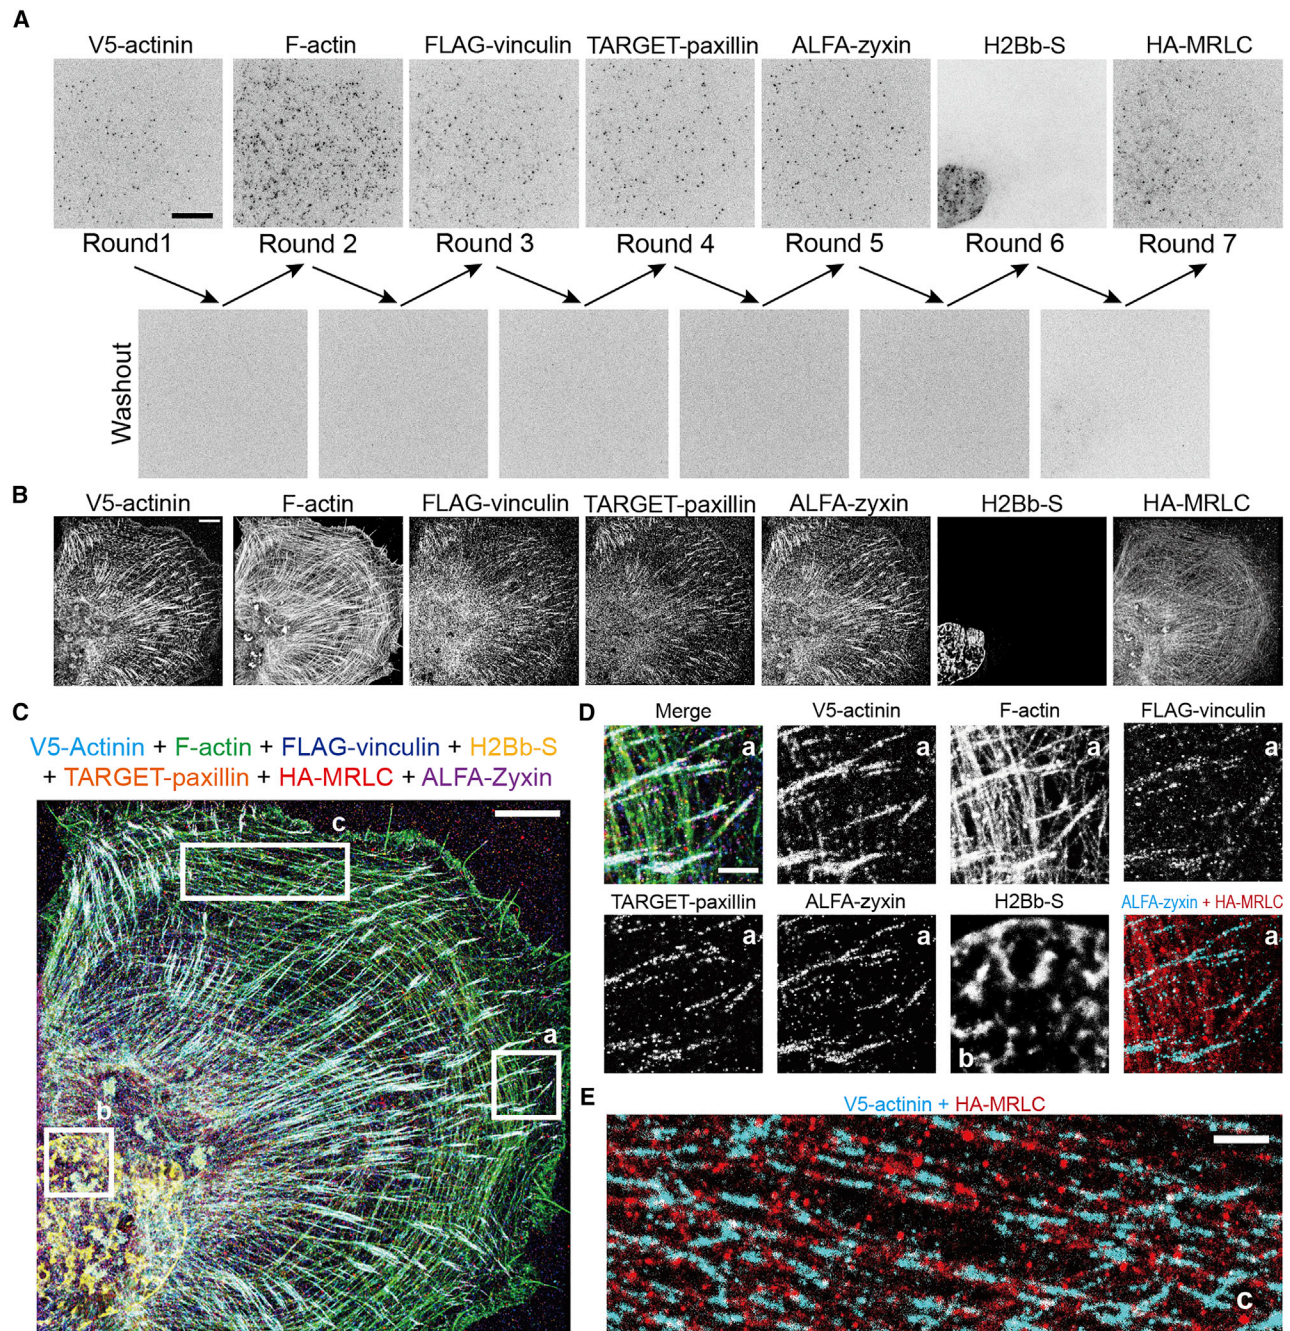 A
V5-actinin F-actin FLAG-vinculin TARGET-paxillin ALFA-zyxin H2Bb-S HA-MRLC
Round1 Round 2 Round 3 Round 4 Round 5 Round 6 Round 7
Washout
B
V5-actinin F-actin FLAG-vinculin TARGET-paxillin ALFA-zyxin H2Bb-S HA-MRLC
C
V5-Actinin + F-actin + FLAG-vinculin + H2Bb-S
+ TARGET-paxillin + HA-MRLC + ALFA-Zyxin
c
a
b
D
Merge V5-actinin F-actin FLAG-vinculin
a a a a
TARGET-paxillin ALFA-zyxin H2Bb-S ALFA-zyxin + HA-MRLC
a a b a
E
V5-actinin + HA-MRLC
c